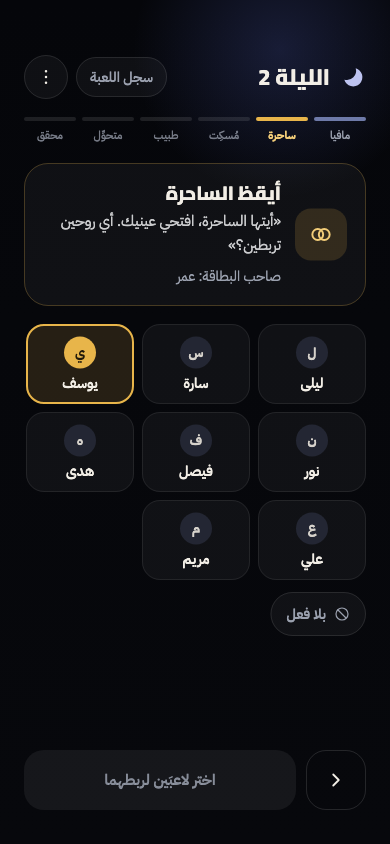 الليلة 2
سجل اللعبة
مافيا
ساحرة
مُسكِت
طبيب
متحوِّل
محقق
أيقظ الساحرة
«أيتها الساحرة، افتحي عينيك. أي روحين
تربطين؟»
صاحب البطاقة: عمر
ل
ليلى
س
سارة
ي
يوسف
ن
نور
ف
فيصل
ه
هدى
ع
علي
م
مريم
بلا فعل
اختر لاعبَين لربطهما